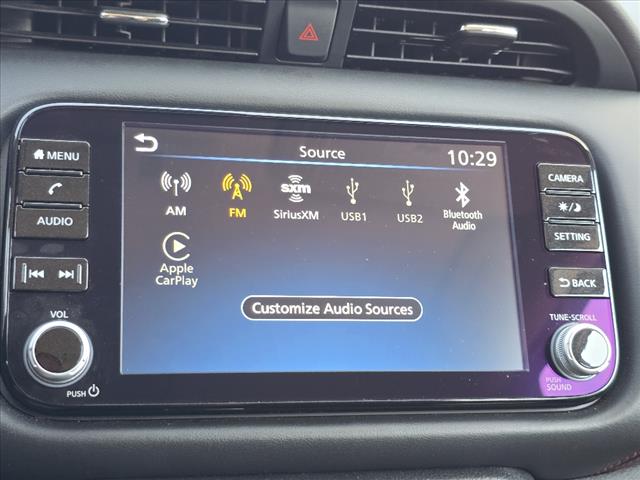 Source
10:29
AM
FM
sxm
SiriusXM
USB1
USB2
Bluetooth
Audio
Apple
CarPlay
Customize Audio Sources
MENU
AUDIO
VOL
PUSH
CAMERA
SETTING
BACK
TUNE-SCROLL
PUSH
SOUND